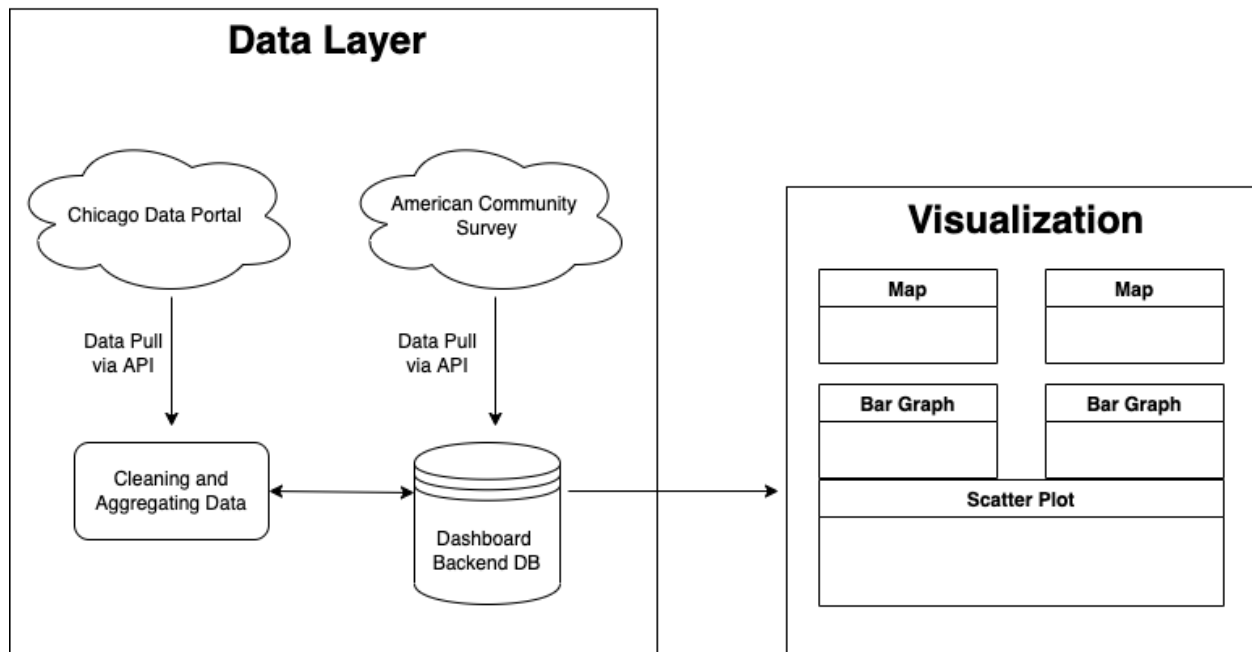 Data Layer
Chicago Data Portal
American Community
Survey
Data Pull
via API
Data Pull
via API
Cleaning and
Aggregating Data
Dashboard
Backend DB
Visualization
Map
Map
Bar Graph
Bar Graph
Scatter Plot